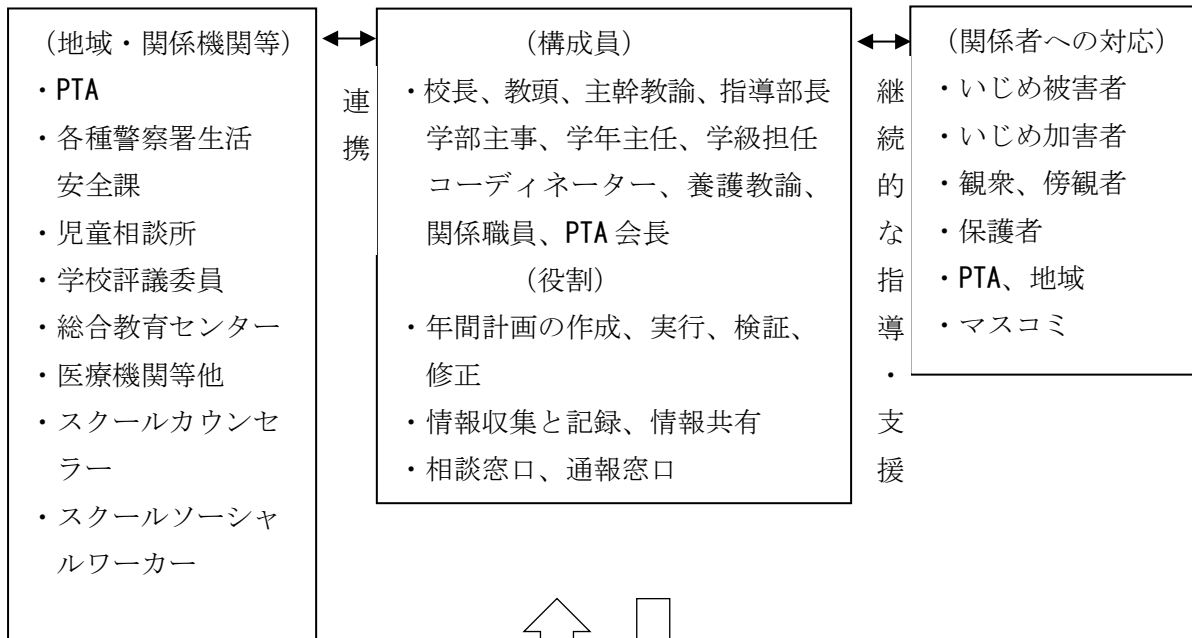 （地域・関係機関等）
・PTA
・各種警察署生活
安全課
・児童相談所
・学校評議委員
・総合教育センター
・医療機関等他
・スクールカウンセ
ラー
・スクールソーシャ
ルワーカー
連携
（構成員）
・校長、教頭、主幹教諭、指導部長
学部主事、学年主任、学級担任
コーディネーター、養護教諭、
関係職員、PTA 会長
（役割）
・年間計画の作成、実行、検証、
修正
・情報収集と記録、情報共有
・相談窓口、通報窓口
継続的な指導・支援
（関係者への対応）
・いじめ被害者
・いじめ加害者
・観衆、傍観者
・保護者
・PTA、地域
・マスコミ